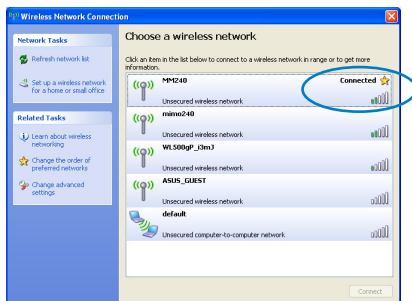 Wireless Network Connection
Network Tasks
Refresh network list
Set up a wireless network
for a home or small office
Related Tasks
Learn about wireless
networking
Change the order of
preferred networks
Change advanced
settings
Choose a wireless network
Click an item in the list below to connect to a wireless network in range or to get more
information.
MM240
Connected
Unsecured wireless network
mimo240
Unsecured wireless network
WL500gP_i3mJ
Unsecured wireless network
ASUS_GUEST
Unsecured wireless network
default
Unsecured computer-to-computer network
Connect